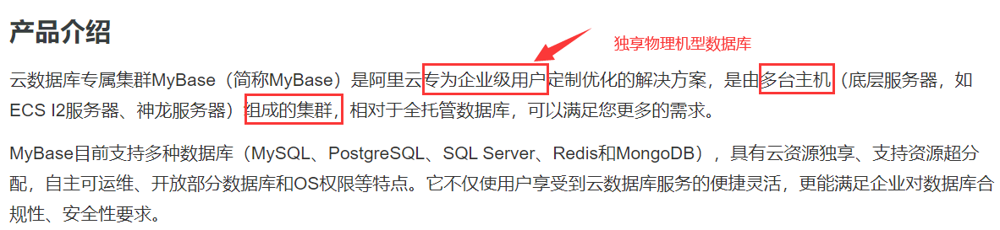 产品介绍
独享物理机型数据库
云数据库专属集群MyBase（简称MyBase）是阿里云专为企业级用户定制优化的解决方案，是由多台主机（底层服务器，如
ECS I2服务器、神龙服务器）组成的集群，相对于全托管数据库，可以满足您更多的需求。
MyBase目前支持多种数据库（MySQL、PostgreSQL、SQL Server、Redis和MongoDB），具有云资源独享、支持资源超分
配，自主可运维、开放部分数据库和OS权限等特点。它不仅使用户享受到云数据库服务的便捷灵活，更能满足企业对数据库合
规性、安全性要求。